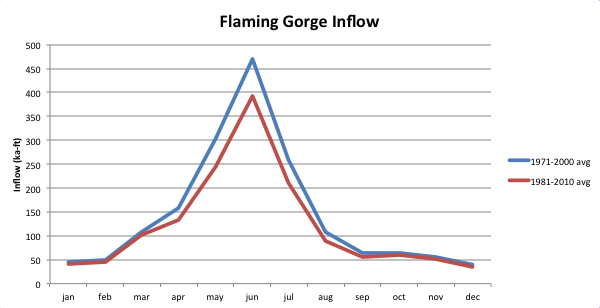 Flaming Gorge Inflow
500
450
400
350
300
250
200
150
100
50
0
Inflow (ka-ft)
jan feb mar apr may jun jul aug sep oct nov dec
1971-2000 avg
1981-2010 avg